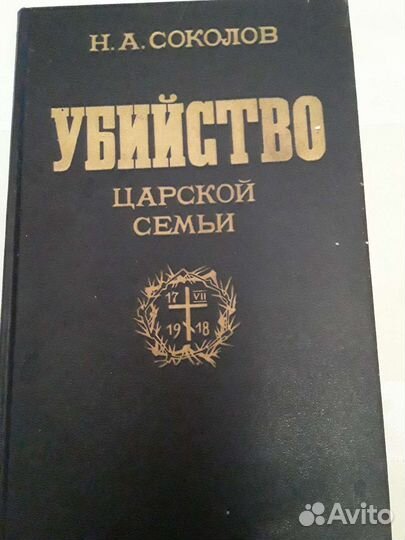 Н. А. СОКОЛОВ
УБИЙСТВО
ЦАРСКОЙ
СЕМЬИ
17 VII
19 18
Avito